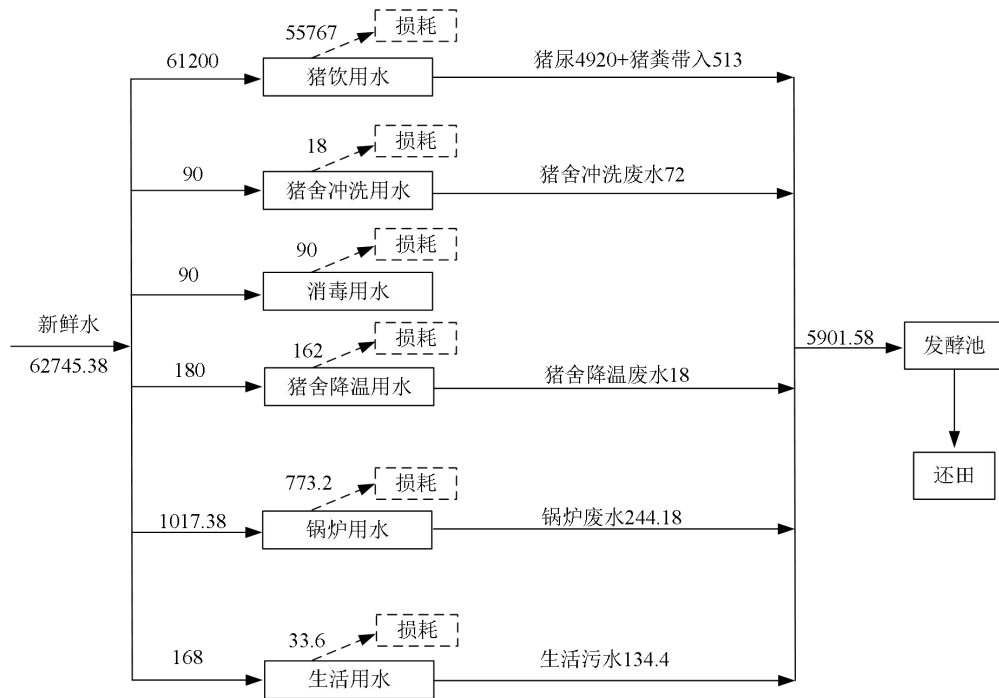 55767
损耗
61200
猪饮用水
猪尿4920+猪粪带入513
18
损耗
90
猪舍冲洗用水
猪舍冲洗废水72
90
损耗
90
消毒用水
新鲜水
62745.38
162
损耗
5901.58
发酵池
180
猪舍降温用水
猪舍降温废水18
773.2
损耗
还田
1017.38
锅炉用水
锅炉废水244.18
33.6
损耗
168
生活用水
生活污水134.4